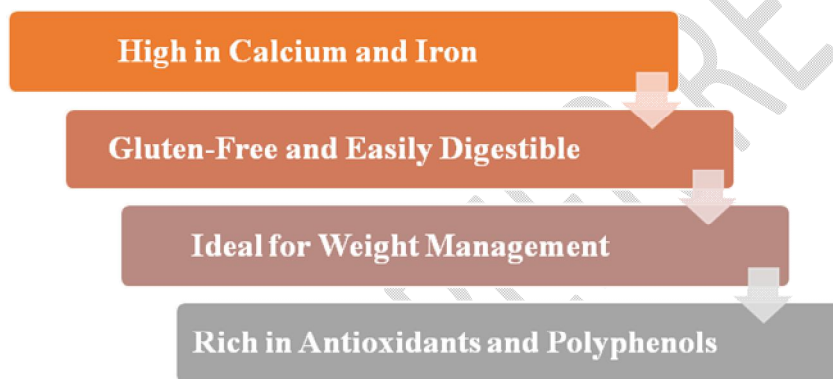 High in Calcium and Iron
Gluten-Free and Easily Digestible
Ideal for Weight Management
Rich in Antioxidants and Polyphenols